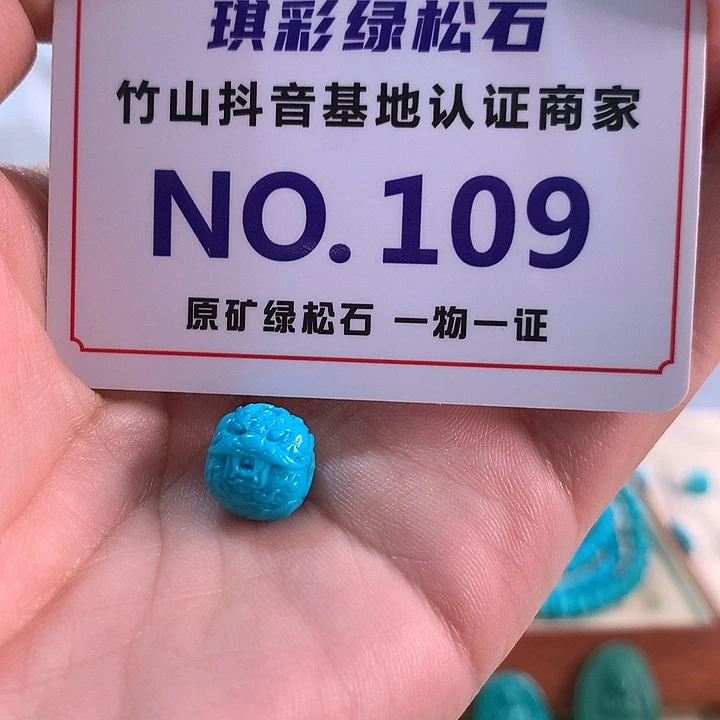 琪彩绿松石
竹山抖音基地认证商家
NO.109
原矿绿松石 一物一证